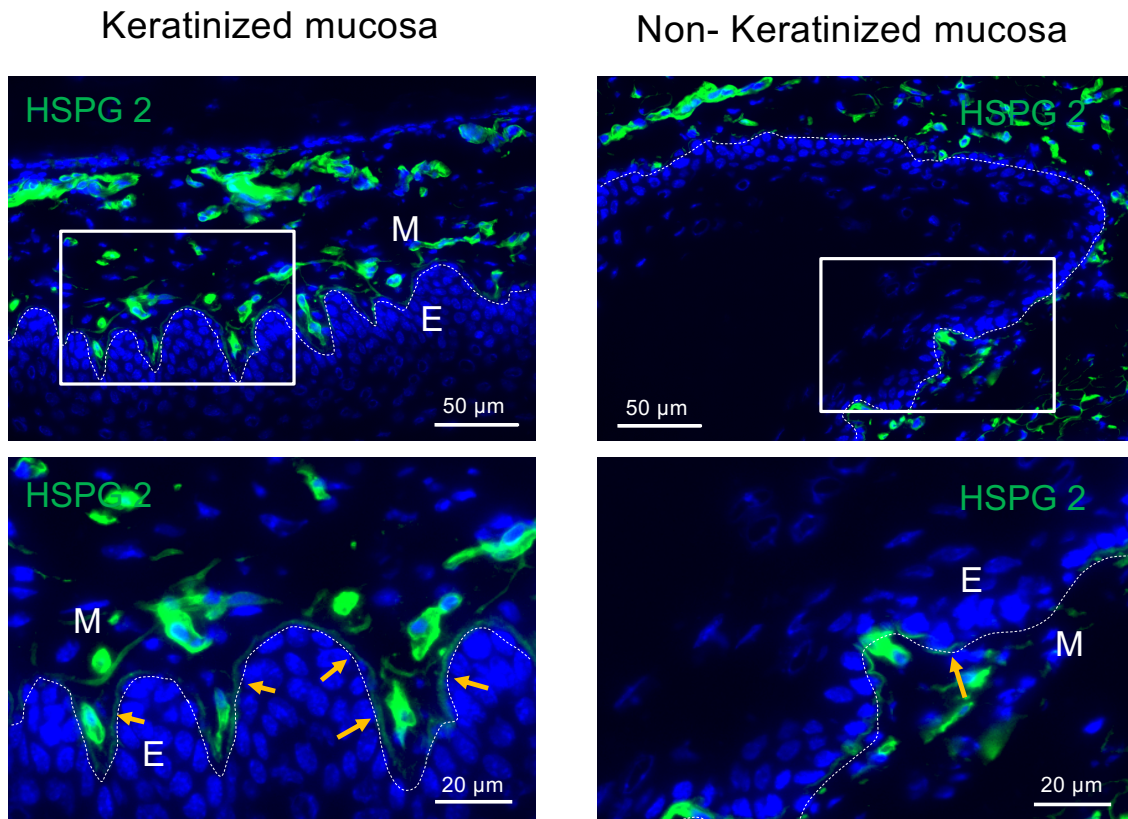 Keratinized mucosa
Non- Keratinized mucosa
HSPG 2
M
E
50 µm
HSPG 2
50 µm
HSPG 2
M
E
20 µm
HSPG 2
E
M
20 µm